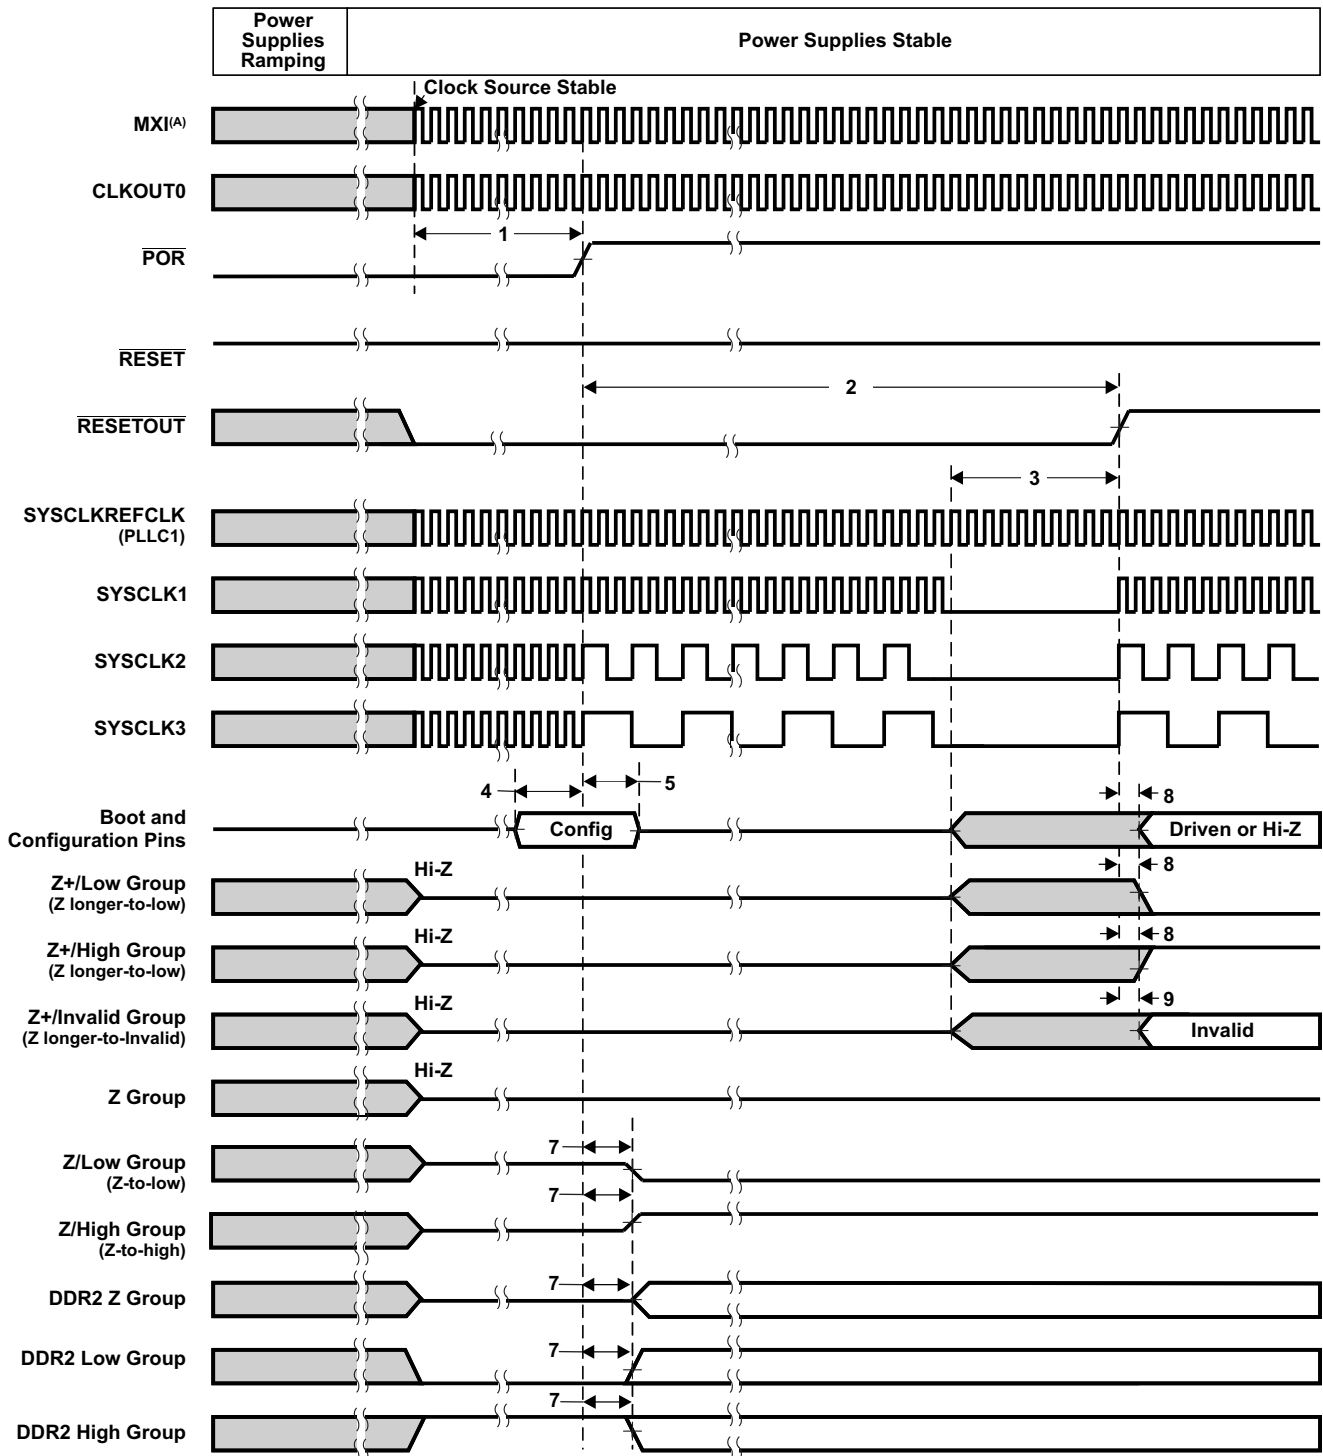 Power
Supplies
Ramping
Power Supplies Stable
Clock Source Stable
MXI(A)
CLKOUT0
1
POR
RESET
2
RESETOUT
3
SYSCLKREFCLK
(PLLC1)
SYSCLK1
SYSCLK2
SYSCLK3
4
5
8
Boot and
Configuration Pins
Config
Driven or Hi-Z
Hi-Z
8
Z+/Low Group
(Z longer-to-low)
Hi-Z
8
Z+/High Group
(Z longer-to-low)
Hi-Z
9
Z+/Invalid Group
(Z longer-to-Invalid)
Invalid
Hi-Z
Z Group
7
Z/Low Group
(Z-to-low)
7
Z/High Group
(Z-to-high)
7
DDR2 Z Group
7
DDR2 Low Group
7
DDR2 High Group